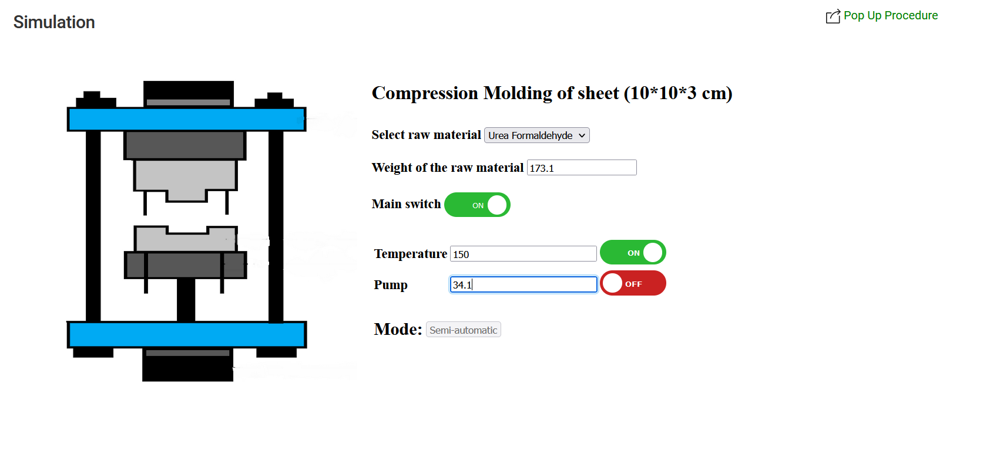 Simulation
Pop Up Procedure
Compression Molding of sheet (10*10*3 cm)
Select raw material Urea Formaldehyde
Weight of the raw material 173.1
Main switch ON
Temperature 150 ON
Pump 34.1 OFF
Mode: Semi-automatic